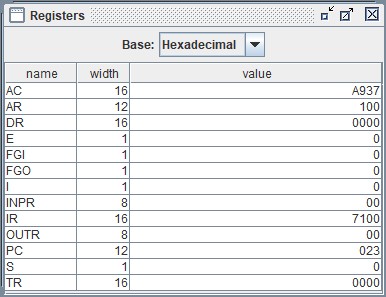 Registers
Base: Hexadecimal
name width value
AC 16 A937
AR 12 100
DR 16 0000
E 1 0
FGI 1 0
FGO 1 0
I 1 0
INPR 8 00
IR 16 7100
OUTR 8 00
PC 12 023
S 1 0
TR 16 0000